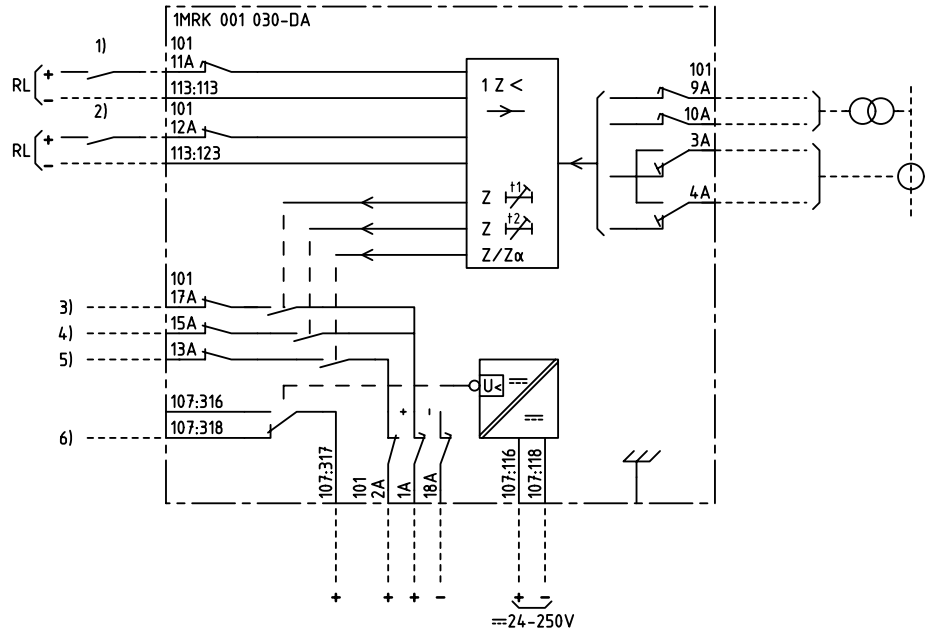 1MRK 001 030-DA
1)
101
11A
RL
+
-
113:113
2)
101
12A
RL
+
-
113:123
1 Z <
Z t1
Z t2
Z/Zα
101
9A
10A
3A
4A
101
17A
3)
15A
4)
13A
5)
107:316
107:318
6)
U<
+
-
107:317
101
2A
1A
18A
107:116
107:118
+ + + - + -
24-250V